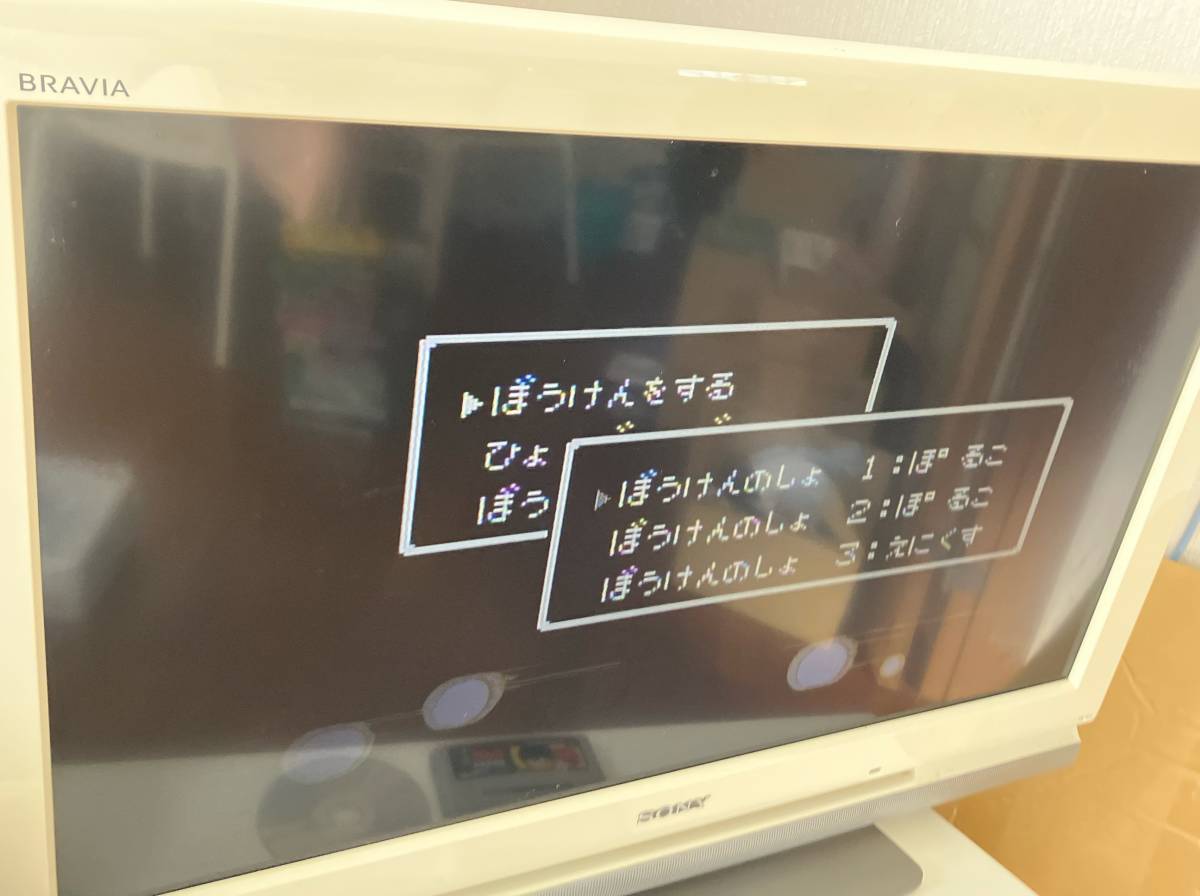 BRAVIA
▶ぼうけんをする
ひょ
ぼう
▶ぼうけんのしょ 1:ぽるこ
ぼうけんのしょ 2:ぽるこ
ぼうけんのしょ 3:えにくす
SONY